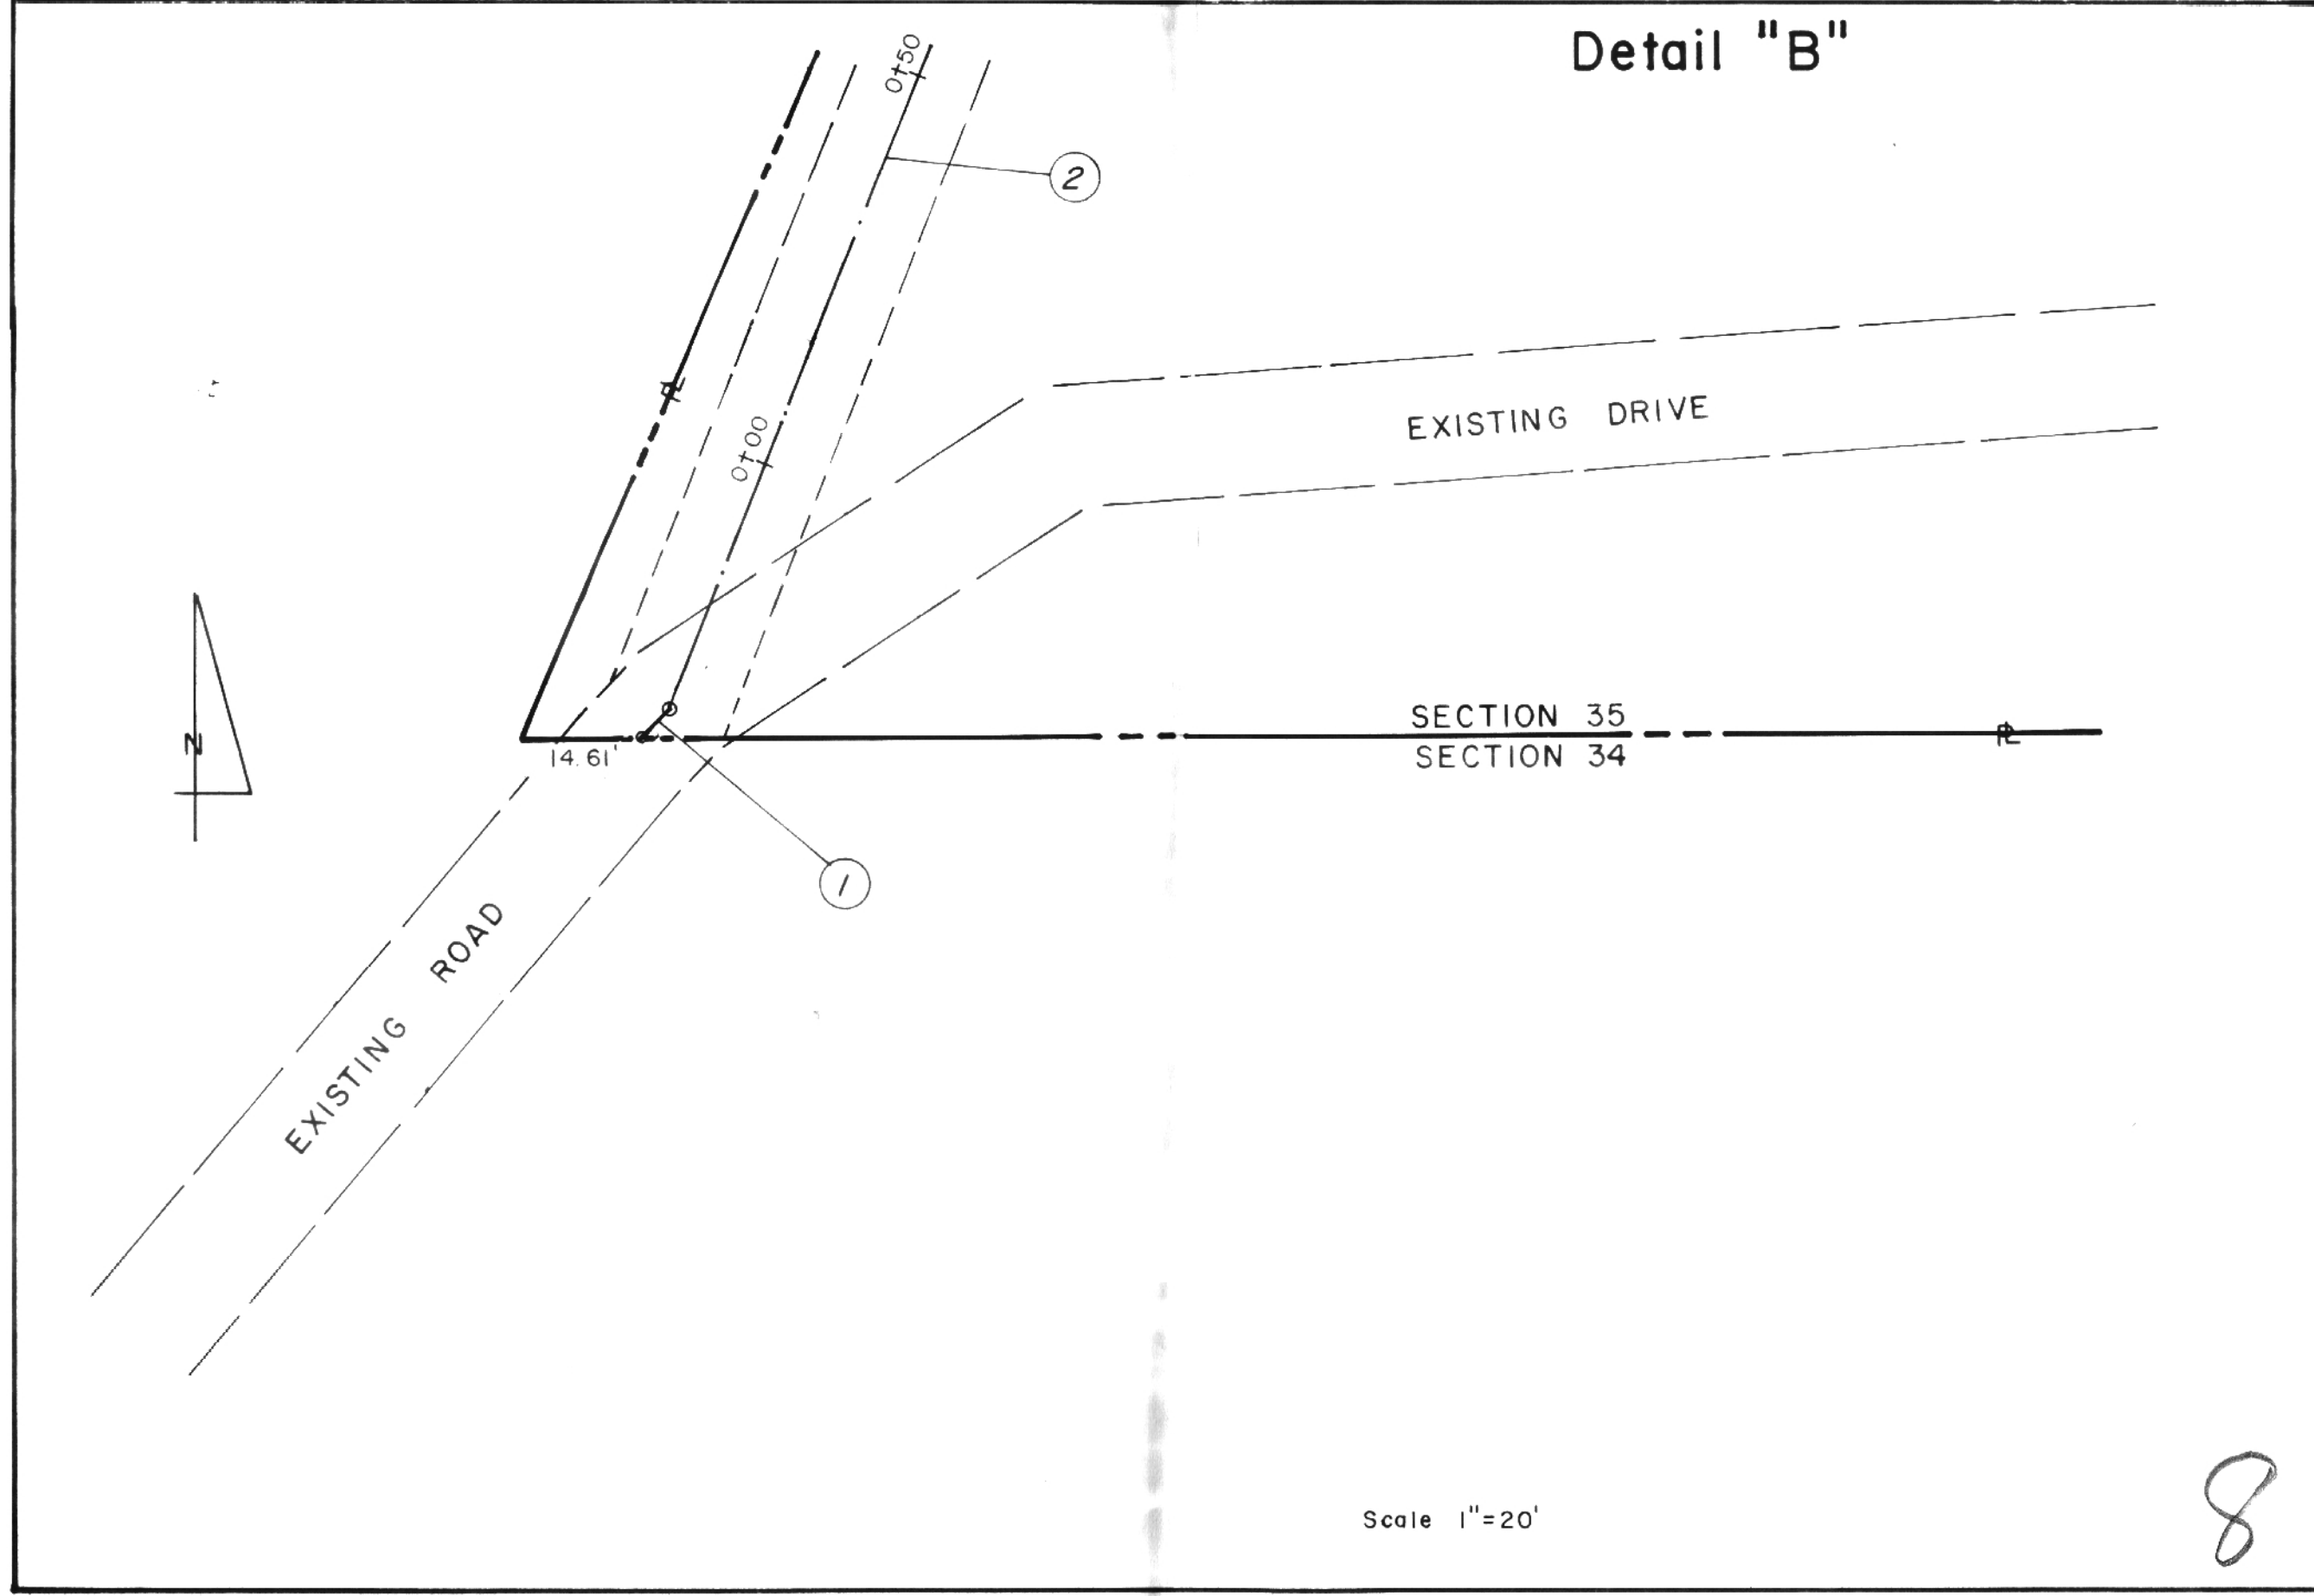 Detail "B"
0+50
2
EXISTING DRIVE
0+00
SECTION 35
SECTION 34
N
14.61'
1
EXISTING ROAD
Scale 1"=20'
8